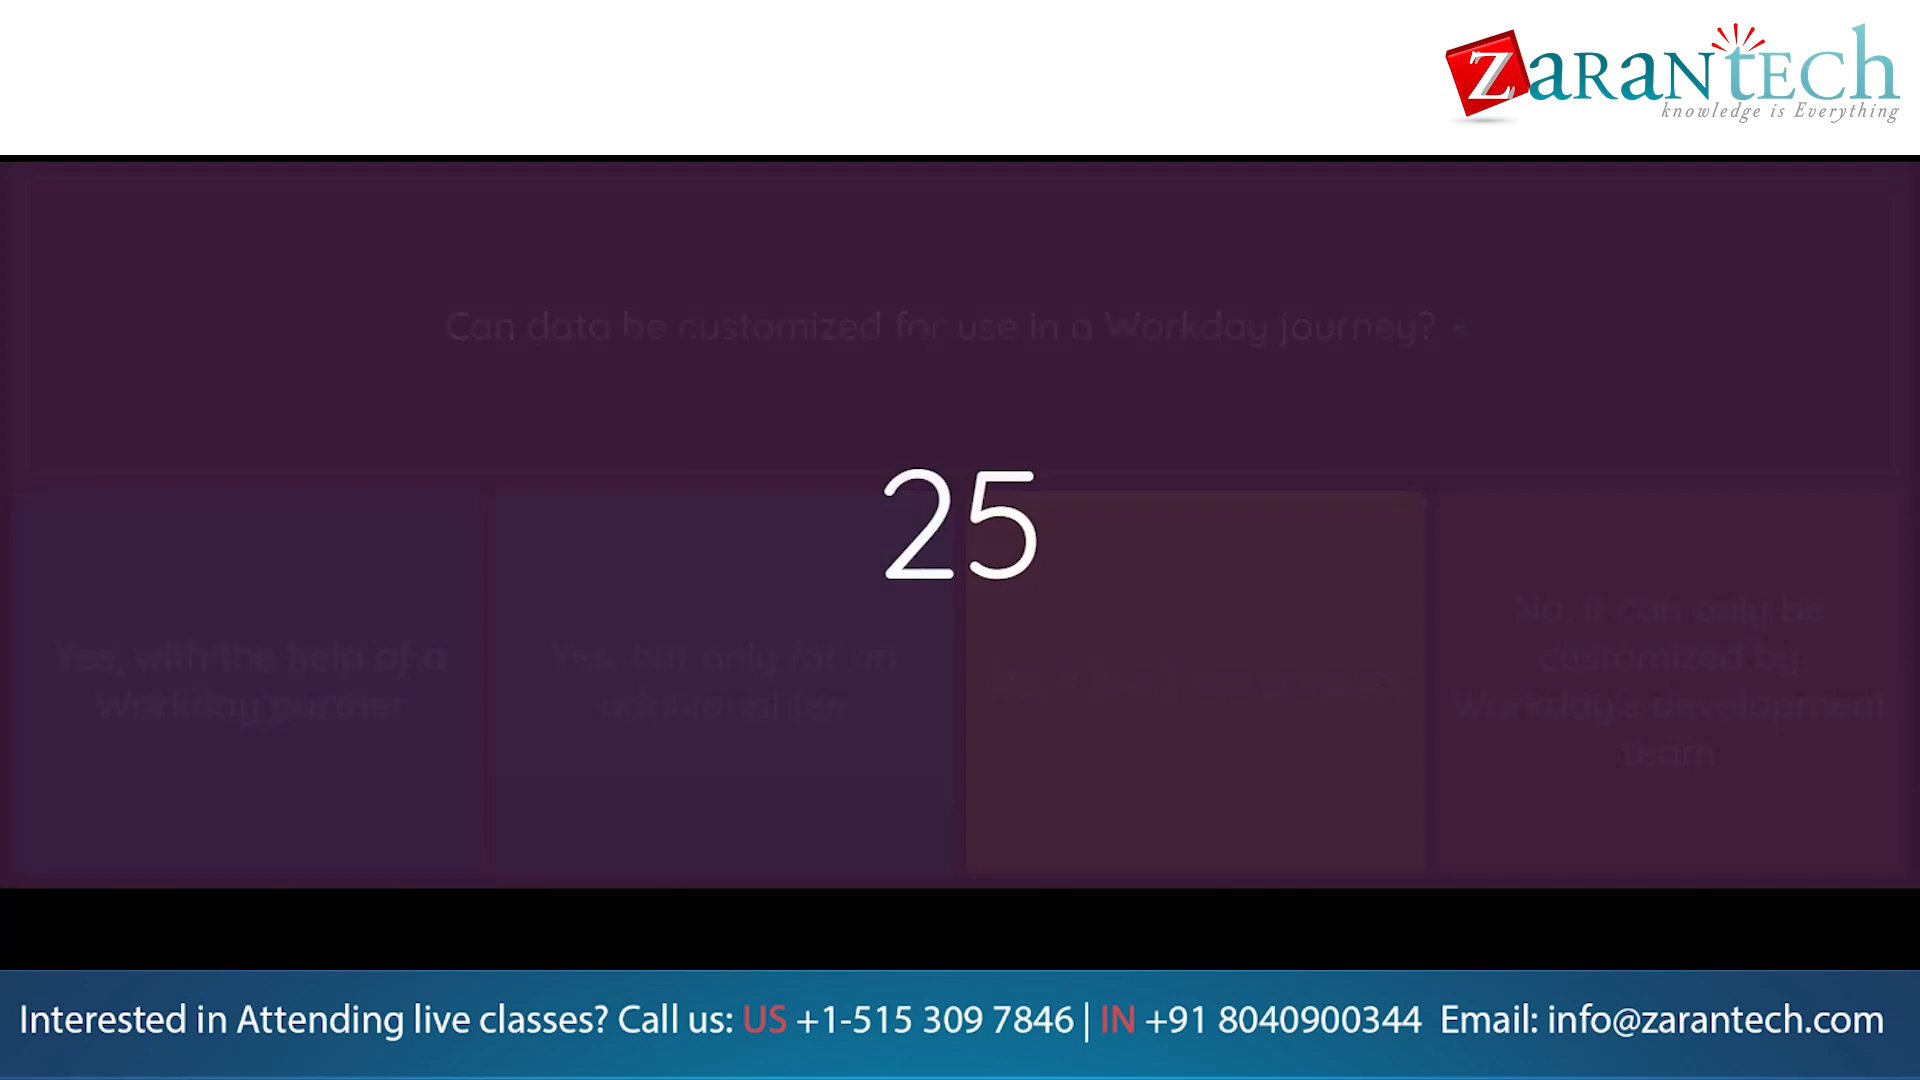 ZaranTech
knowledge is Everything
Can data be customized for use in a Workday journey?
25
Yes, with the help of a
Workday partner
Yes, but only for an
additional fee
No, it can only be
customized by
Workday's development
team
Interested in Attending live classes? Call us: US +1-515 309 7846 | IN +91 8040900344 Email: info@zarantech.com